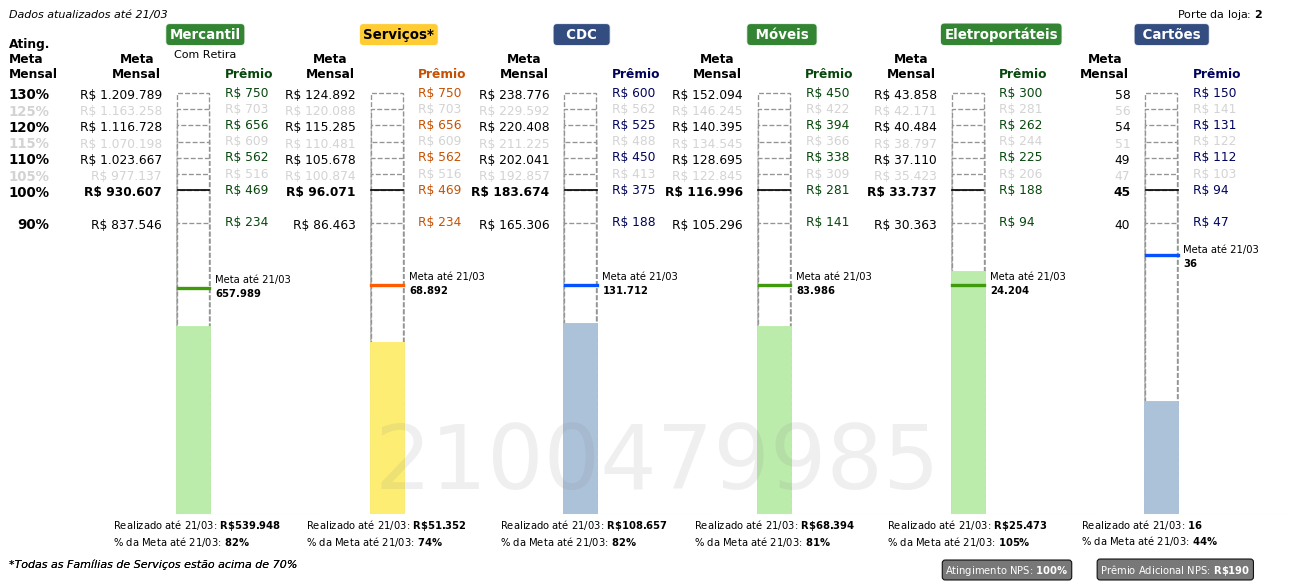 Dados atualizados até 21/03
Porte da loja: 2
Mercantil Serviços* CDC Móveis Eletroportáteis Cartões
Com Retira
Ating. Meta Mensal
Meta Mensal Prêmio Meta Mensal Prêmio Meta Mensal Prêmio Meta Mensal Prêmio Meta Mensal Prêmio Meta Mensal Prêmio
130% R$ 1.209.789 R$ 750 R$ 124.892 R$ 750 R$ 238.776 R$ 600 R$ 152.094 R$ 450 R$ 43.858 R$ 300 58 R$ 150
125% R$ 1.163.258 R$ 703 R$ 120.088 R$ 703 R$ 229.592 R$ 562 R$ 146.245 R$ 422 R$ 42.171 R$ 281 56 R$ 141
120% R$ 1.116.728 R$ 656 R$ 115.285 R$ 656 R$ 220.408 R$ 525 R$ 140.395 R$ 394 R$ 40.484 R$ 262 54 R$ 131
115% R$ 1.070.198 R$ 609 R$ 110.481 R$ 609 R$ 211.225 R$ 488 R$ 134.545 R$ 366 R$ 38.797 R$ 244 51 R$ 122
110% R$ 1.023.667 R$ 562 R$ 105.678 R$ 562 R$ 202.041 R$ 450 R$ 128.695 R$ 338 R$ 37.110 R$ 225 49 R$ 112
105% R$ 977.137 R$ 516 R$ 100.874 R$ 516 R$ 192.857 R$ 413 R$ 122.845 R$ 309 R$ 35.423 R$ 206 47 R$ 103
100% R$ 930.607 R$ 469 R$ 96.071 R$ 469 R$ 183.674 R$ 375 R$ 116.996 R$ 281 R$ 33.737 R$ 188 45 R$ 94
90% R$ 837.546 R$ 234 R$ 86.463 R$ 234 R$ 165.306 R$ 188 R$ 105.296 R$ 141 R$ 30.363 R$ 94 40 R$ 47
Meta até 21/03
36
Meta até 21/03 Meta até 21/03 Meta até 21/03 Meta até 21/03 Meta até 21/03
657.989 68.892 131.712 83.986 24.204
2100479985
Realizado até 21/03: R$539.948 Realizado até 21/03: R$51.352 Realizado até 21/03: R$108.657 Realizado até 21/03: R$68.394 Realizado até 21/03: R$25.473 Realizado até 21/03: 16
% da Meta até 21/03: 82% % da Meta até 21/03: 74% % da Meta até 21/03: 82% % da Meta até 21/03: 81% % da Meta até 21/03: 105% % da Meta até 21/03: 44%
*Todas as Famílias de Serviços estão acima de 70%
Atingimento NPS: 100% Prêmio Adicional NPS: R$190